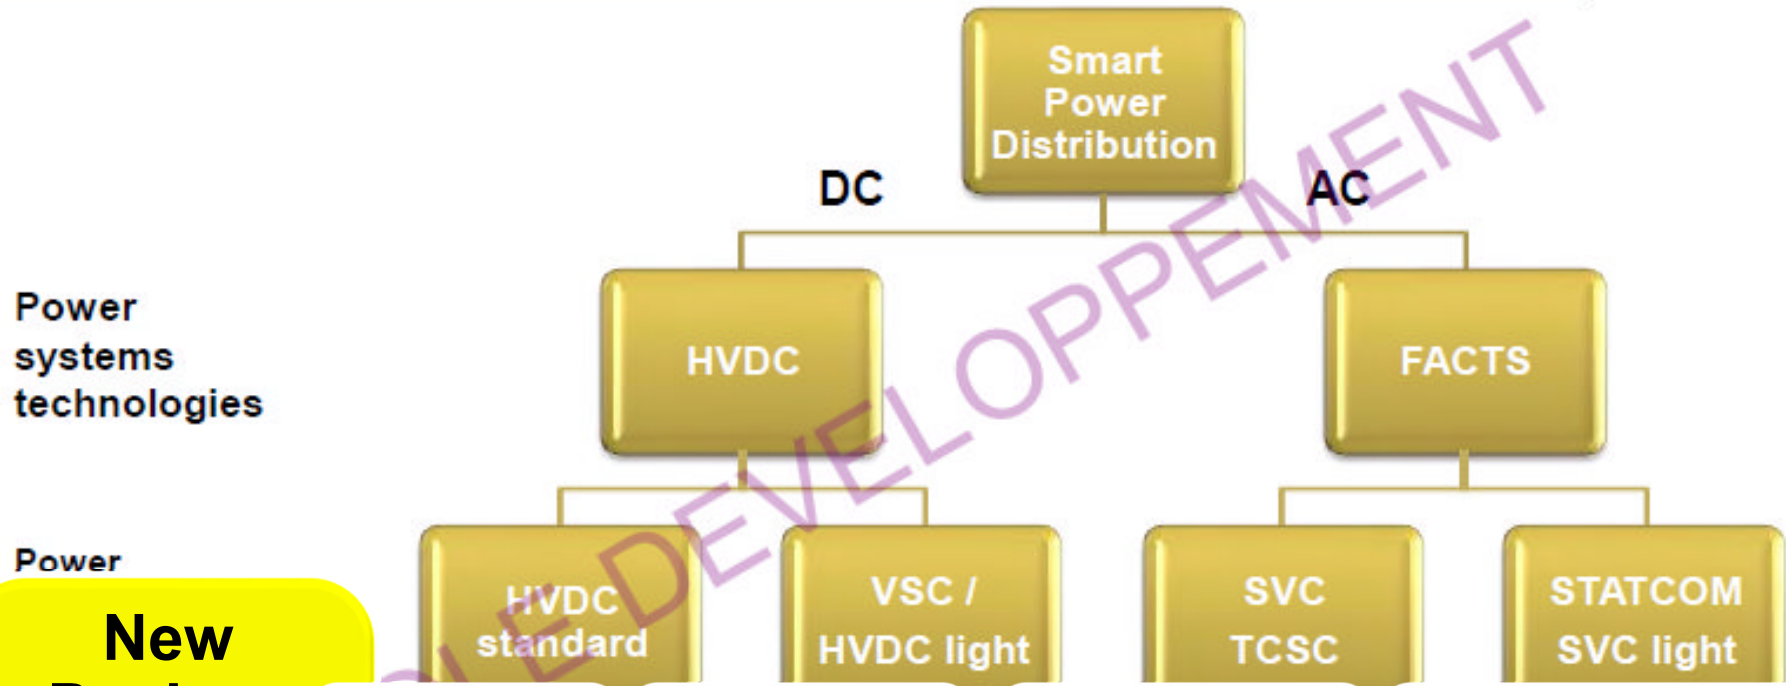 Smart
Power
Distribution
DC
AC
Power
systems
technologies
HVDC
FACTS
Power
HVDC
standard
VSC /
HVDC light
SVC
TCSC
STATCOM
SVC light
New
DEVELOPPEMENT